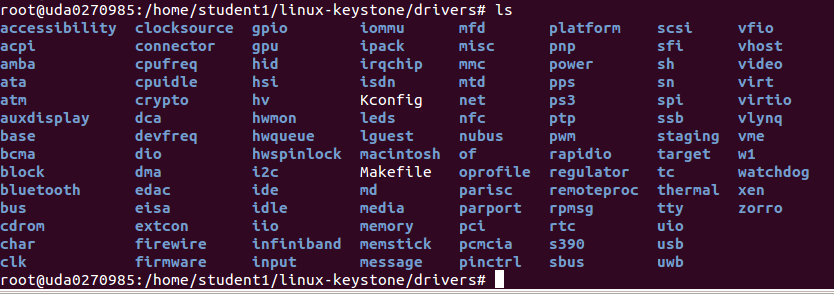 root@uda0270985:/home/student1/linux-keystone/drivers# ls
accessibility clocksource gpio iommu mfd platform scsi vfio
acpi connector gpu ipack misc pnp sfi vhost
amba cpufreq hid irqchip mmc power sh video
ata cpuidle hsi isdn mtd pps sn virt
atm crypto hv Kconfig net ps3 spi virtio
auxdisplay dca hwmon leds nfc ptp ssb vlynq
base devfreq hwqueue lguest nubus pwm staging vme
bcma dio hwspinlock macintosh of rapidio target w1
block dma i2c Makefile oprofile regulator tc watchdog
bluetooth edac ide md parisc remoteproc thermal xen
bus eisa idle media parport rpmsg tty zorro
cdrom extcon iio memory pci rtc uio
char firewire infiniband memstick pcmcia s390 usb
clk firmware input message pinctrl sbus uwb
root@uda0270985:/home/student1/linux-keystone/drivers#